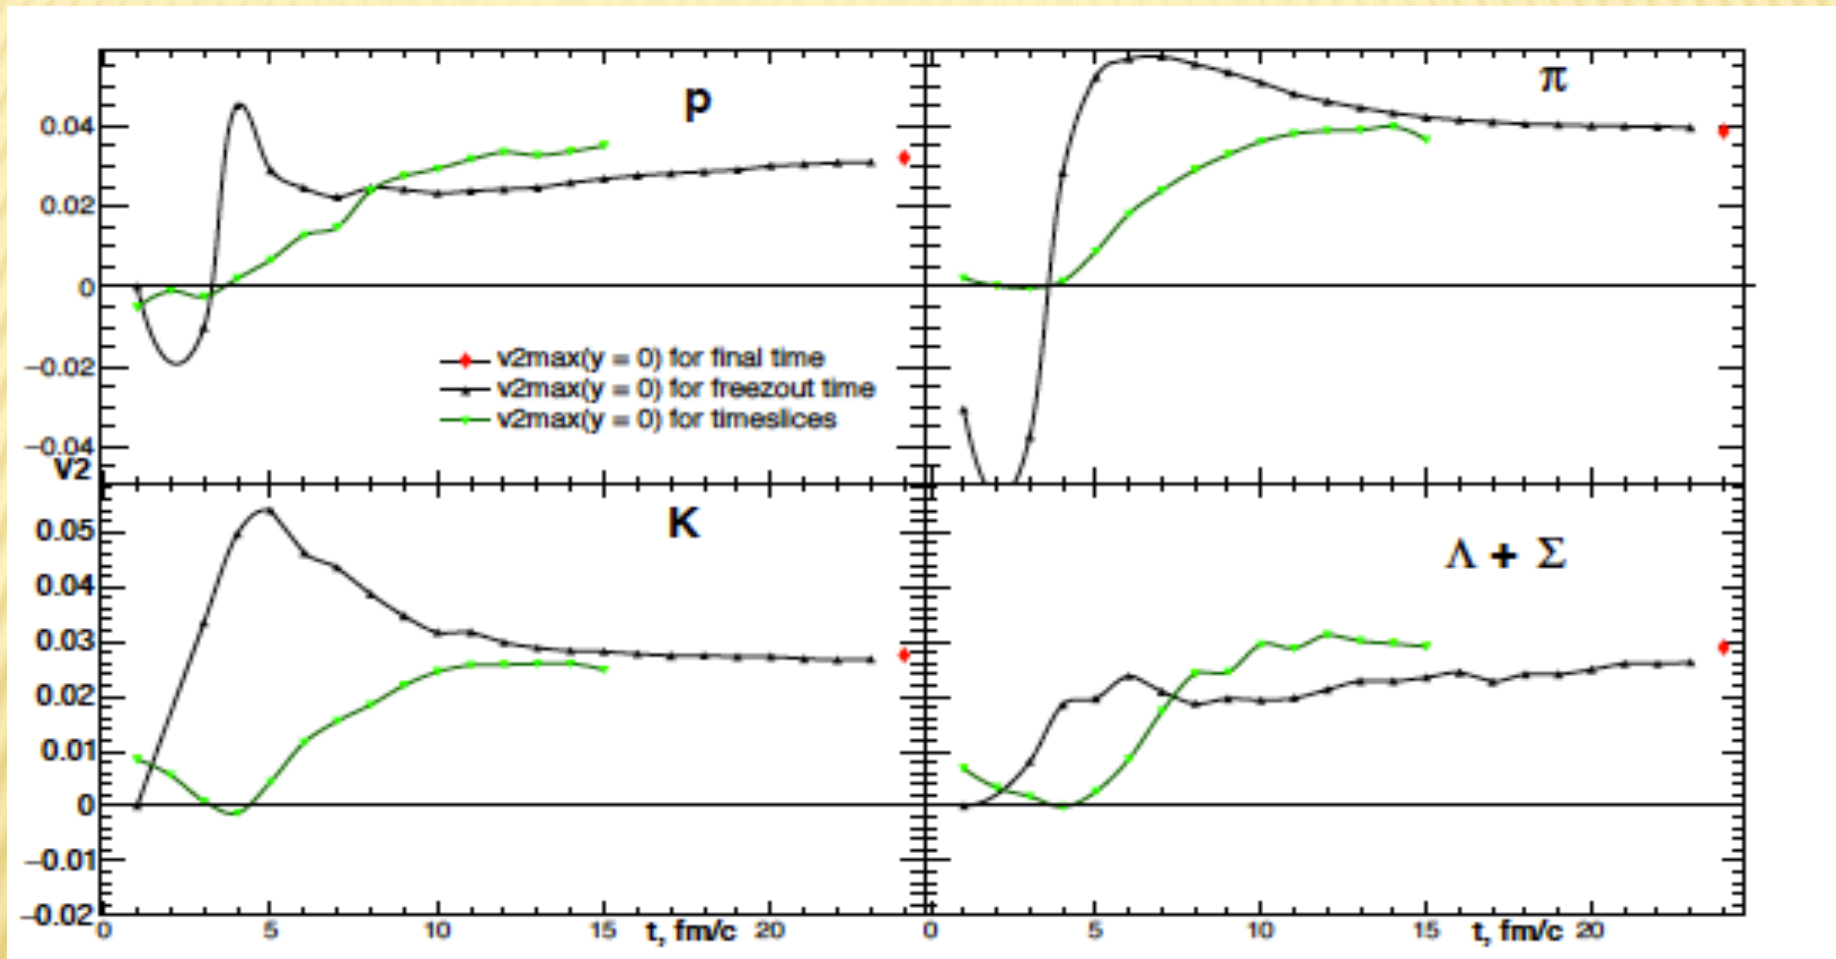 p
π
0.04
0.02
0
−0.02
−0.04
v2max(y = 0) for final time
v2max(y = 0) for freezout time
v2max(y = 0) for timeslices
V2
K
Λ + Σ
0.05
0.04
0.03
0.02
0.01
0
−0.01
−0.02
0 5 10 15 t, fm/c 20 0 5 10 15 t, fm/c 20